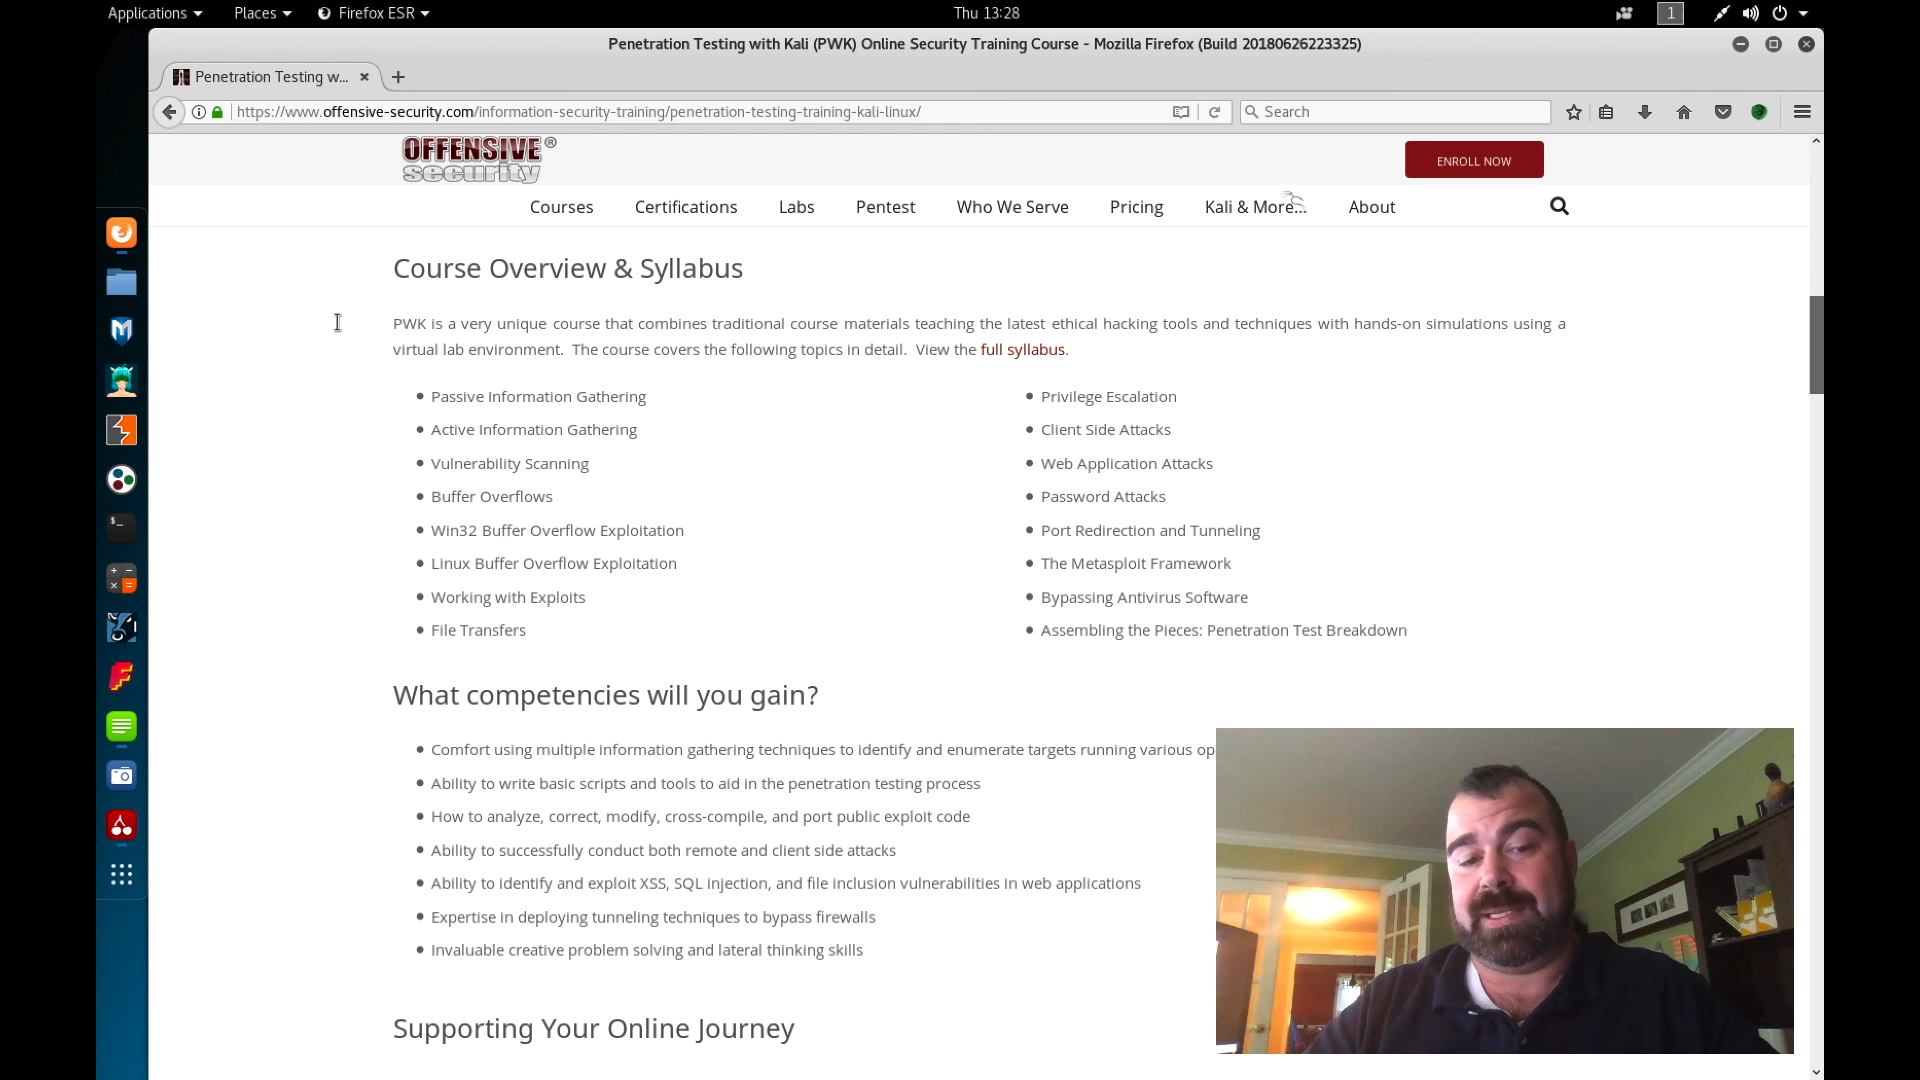 Applications
Places
Firefox ESR
Thu 13:28
1
Penetration Testing with Kali (PWK) Online Security Training Course - Mozilla Firefox (Build 20180626223325)
Penetration Testing w...
https://www.offensive-security.com/information-security-training/penetration-testing-training-kali-linux/
Search
OFFENSIVE®
security
ENROLL NOW
Courses
Certifications
Labs
Pentest
Who We Serve
Pricing
Kali & More...
About
Course Overview & Syllabus
PWK is a very unique course that combines traditional course materials teaching the latest ethical hacking tools and techniques with hands-on simulations using a
virtual lab environment. The course covers the following topics in detail. View the full syllabus.
Passive Information Gathering
Active Information Gathering
Vulnerability Scanning
Buffer Overflows
Win32 Buffer Overflow Exploitation
Linux Buffer Overflow Exploitation
Working with Exploits
File Transfers
Privilege Escalation
Client Side Attacks
Web Application Attacks
Password Attacks
Port Redirection and Tunneling
The Metasploit Framework
Bypassing Antivirus Software
Assembling the Pieces: Penetration Test Breakdown
What competencies will you gain?
Comfort using multiple information gathering techniques to identify and enumerate targets running various op
Ability to write basic scripts and tools to aid in the penetration testing process
How to analyze, correct, modify, cross-compile, and port public exploit code
Ability to successfully conduct both remote and client side attacks
Ability to identify and exploit XSS, SQL injection, and file inclusion vulnerabilities in web applications
Expertise in deploying tunneling techniques to bypass firewalls
Invaluable creative problem solving and lateral thinking skills
Supporting Your Online Journey